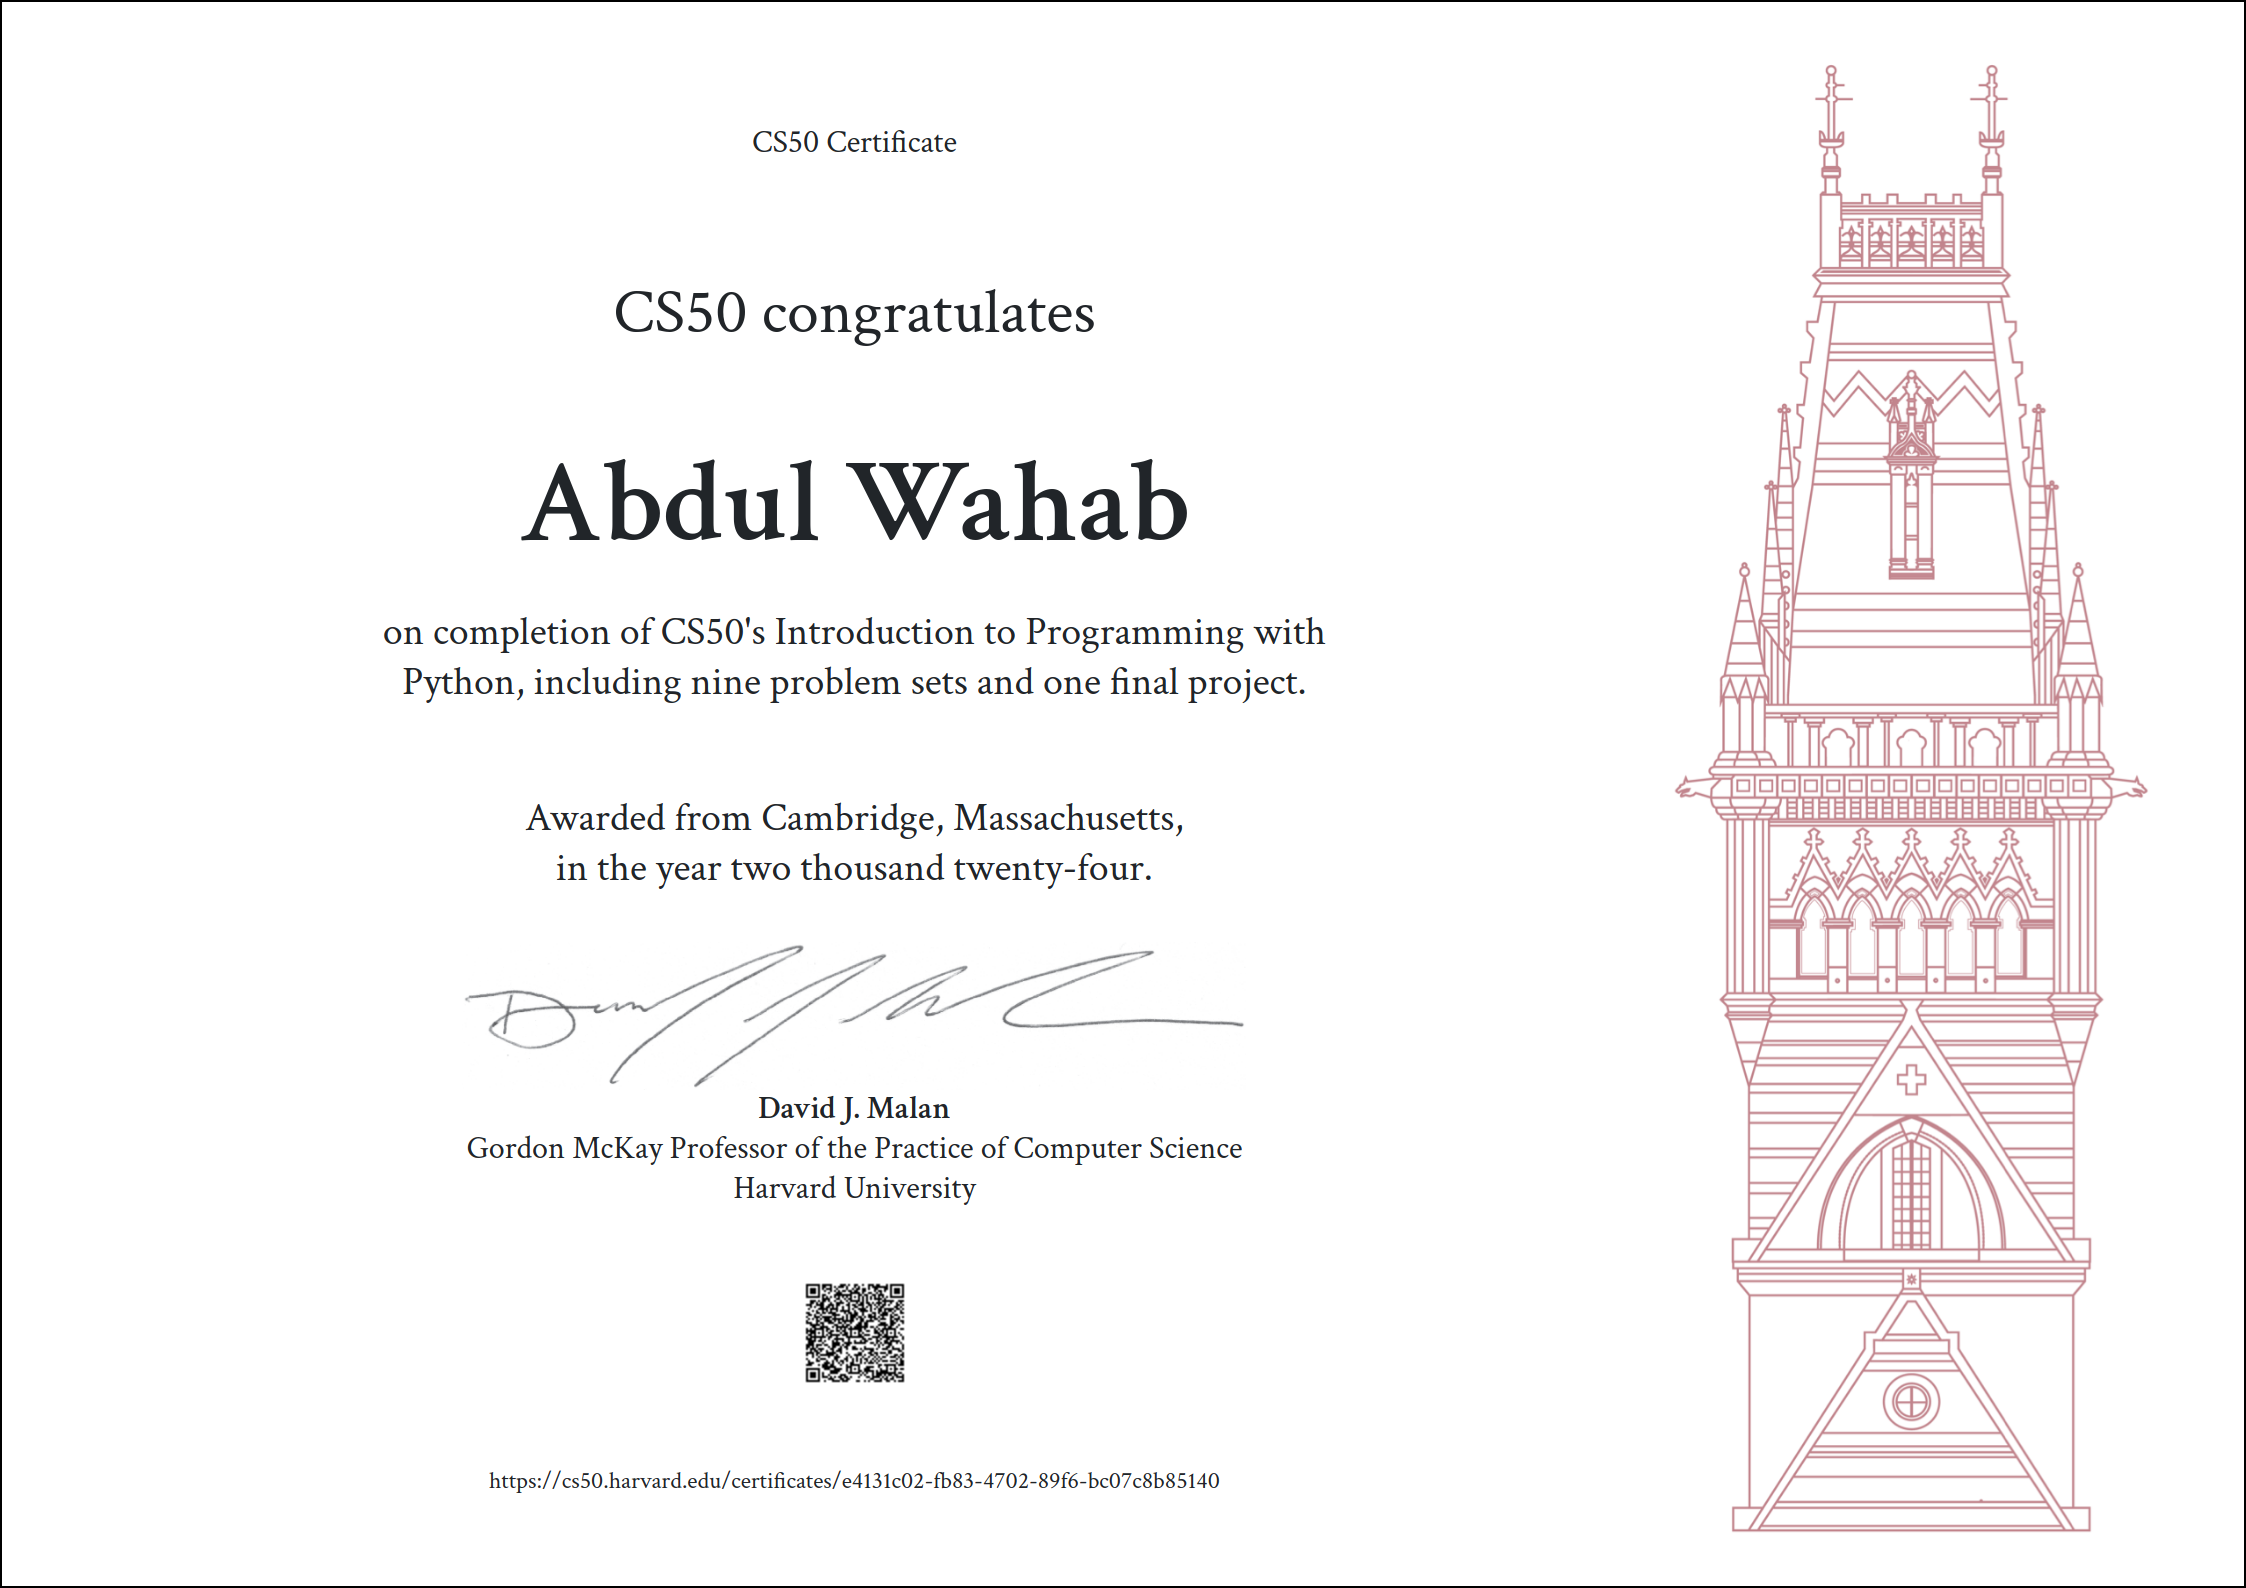 CS50 Certificate
CS50 congratulates
Abdul Wahab
on completion of CS50's Introduction to Programming with
Python, including nine problem sets and one final project.
Awarded from Cambridge, Massachusetts,
in the year two thousand twenty-four.
David J. Malan
Gordon McKay Professor of the Practice of Computer Science
Harvard University
https://cs50.harvard.edu/certificates/e4131c02-fb83-4702-89f6-bc07c8b85140